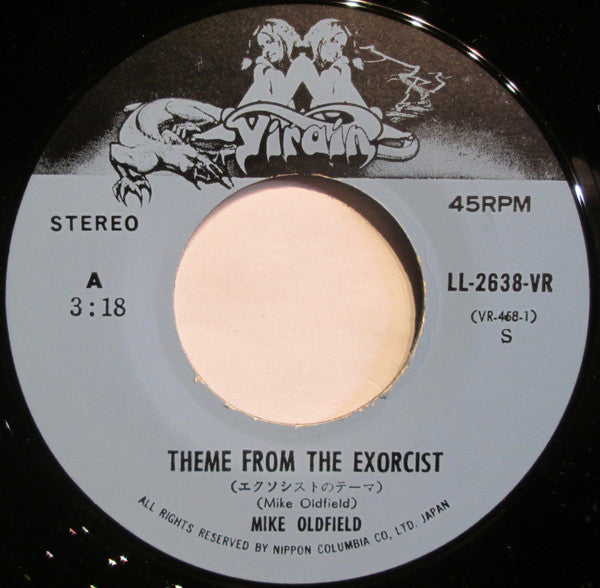 Virgin
STEREO
45RPM
A
3:18
LL-2638-VR
(VR-468-1)
S
THEME FROM THE EXORCIST
(エクソシストのテーマ)
(Mike Oldfield)
MIKE OLDFIELD
ALL RIGHTS RESERVED BY NIPPON COLUMBIA CO, LTD. JAPAN